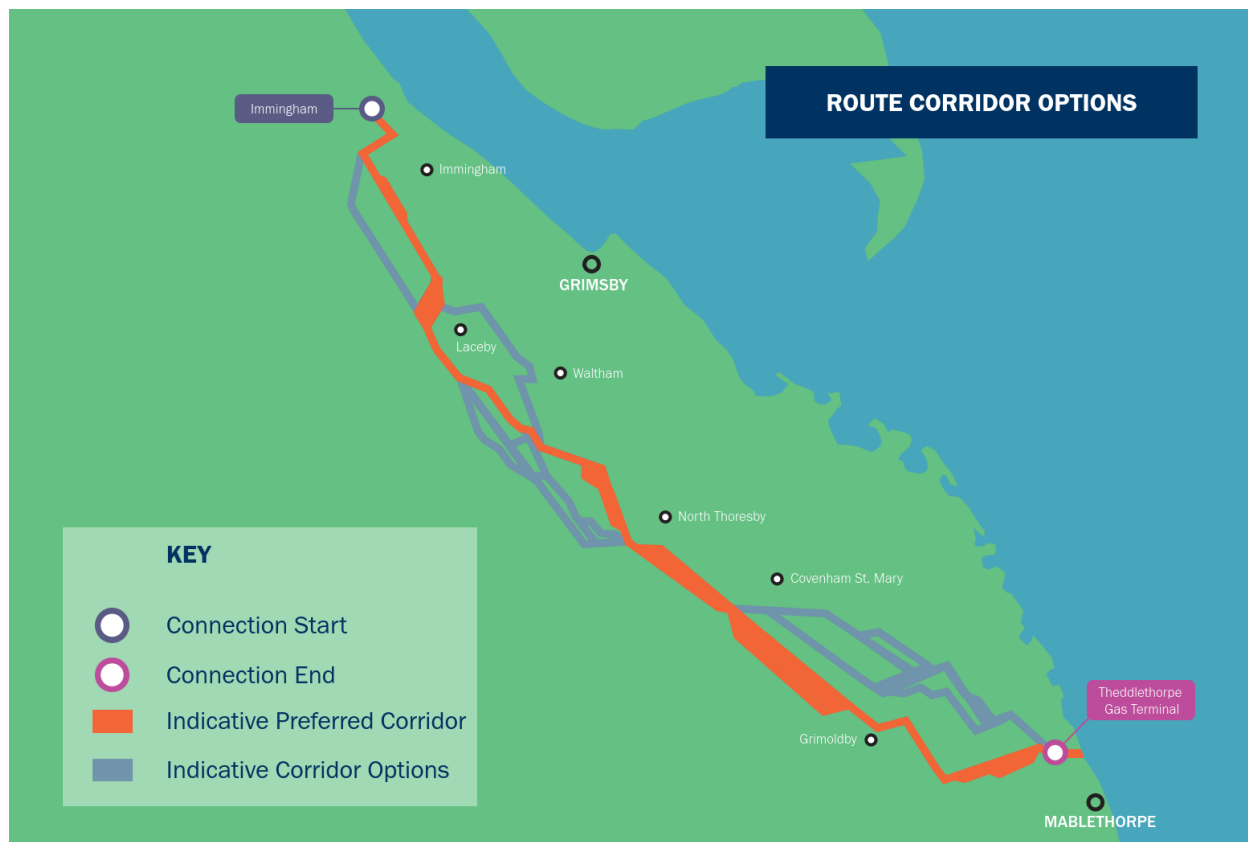 ROUTE CORRIDOR OPTIONS
Immingham
Immingham
GRIMSBY
Laceby
Waltham
North Thoresby
Covenham St. Mary
Theddlethorpe
Gas Terminal
Grimoldby
MABLETHORPE
KEY
Connection Start
Connection End
Indicative Preferred Corridor
Indicative Corridor Options